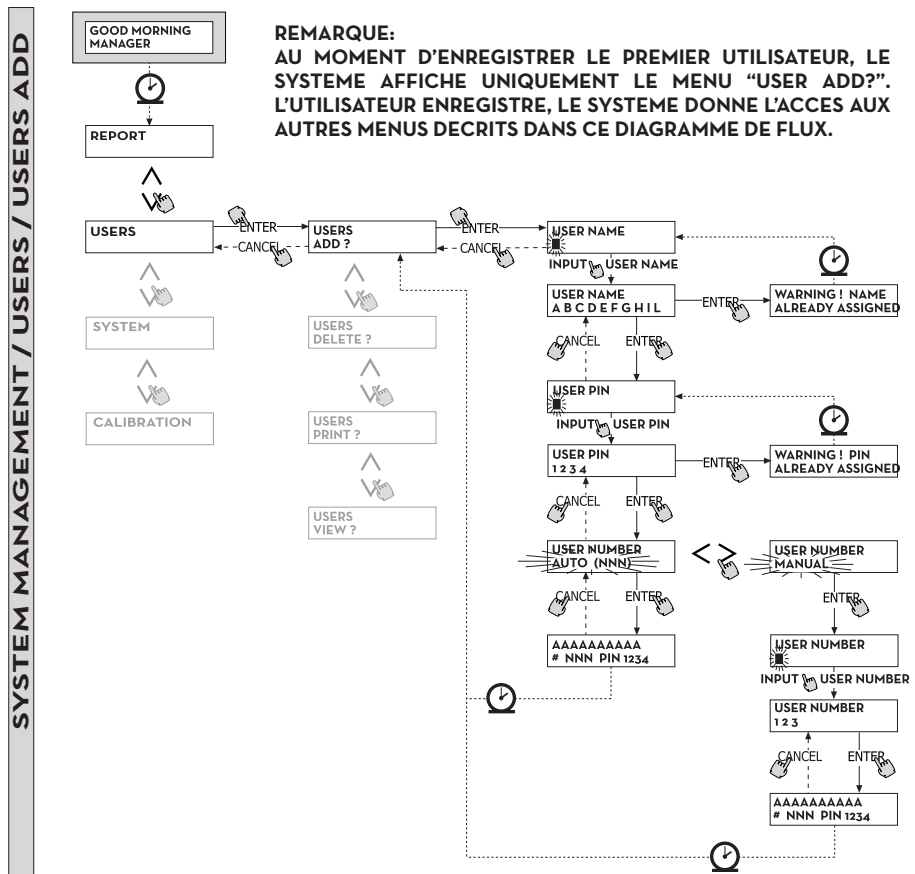 SYSTEM MANAGEMENT / USERS / USERS ADD
GOOD MORNING
MANAGER
REMARQUE:
AU MOMENT D'ENREGISTRER LE PREMIER UTILISATEUR, LE
SYSTEME AFFICHE UNIQUEMENT LE MENU “USER ADD?”.
L'UTILISATEUR ENREGISTRE, LE SYSTEME DONNE L'ACCES AUX
AUTRES MENUS DECRITS DANS CE DIAGRAMME DE FLUX.
REPORT
USERS
ENTER
CANCEL
USERS
ADD ?
ENTER
CANCEL
USER NAME
INPUT USER NAME
USER NAME
A B C D E F G H I L
ENTER
WARNING ! NAME
ALREADY ASSIGNED
SYSTEM
USERS
DELETE ?
CANCEL
ENTER
USER PIN
INPUT USER PIN
CALIBRATION
USERS
PRINT ?
USER PIN
1 2 3 4
ENTER
WARNING ! PIN
ALREADY ASSIGNED
CANCEL
ENTER
USERS
VIEW ?
USER NUMBER
AUTO (NNN)
< >
USER NUMBER
MANUAL
CANCEL
ENTER
ENTER
AAAAAAAAAA
# NNN PIN 1234
USER NUMBER
INPUT USER NUMBER
USER NUMBER
1 2 3
CANCEL
ENTER
AAAAAAAAAA
# NNN PIN 1234